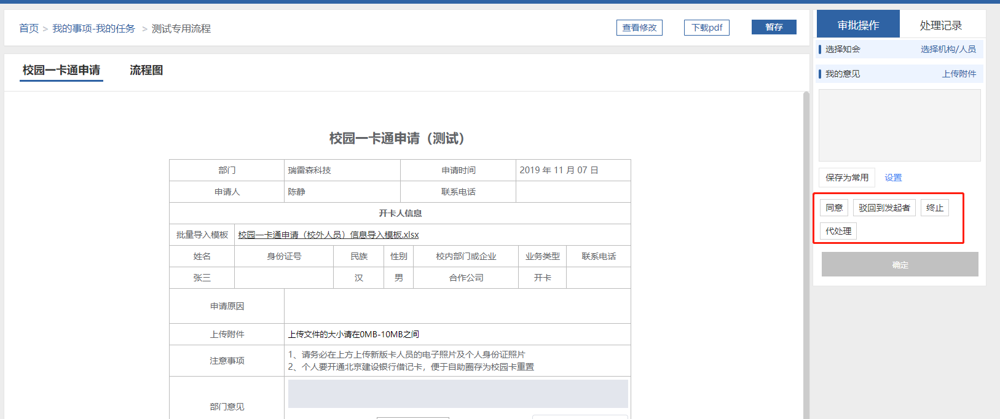 首页 > 我的事项-我的任务 > 测试专用流程
查看修改 下载pdf 暂存
审批操作 处理记录
选择知会 选择机构/人员
我的意见 上传附件
保存为常用 设置
同意 驳回到发起者 终止
代处理
确定
校园一卡通申请 流程图
校园一卡通申请（测试）
部门 瑞雷森科技 申请时间 2019 年 11 月 07 日
申请人 陈静 联系电话
开卡人信息
批量导入模板 校园一卡通申请（校外人员）信息导入模板.xlsx
姓名 身份证号 民族 性别 校内部门或企业 业务类型 联系电话
张三 汉 男 合作公司 开卡
申请原因
上传附件 上传文件的大小请在0MB-10MB之间
注意事项
1、请务必在上方上传新版卡人员的电子照片及个人身份证照片
2、个人要开通北京建设银行借记卡，便于自助圈存为校园卡重置
部门意见